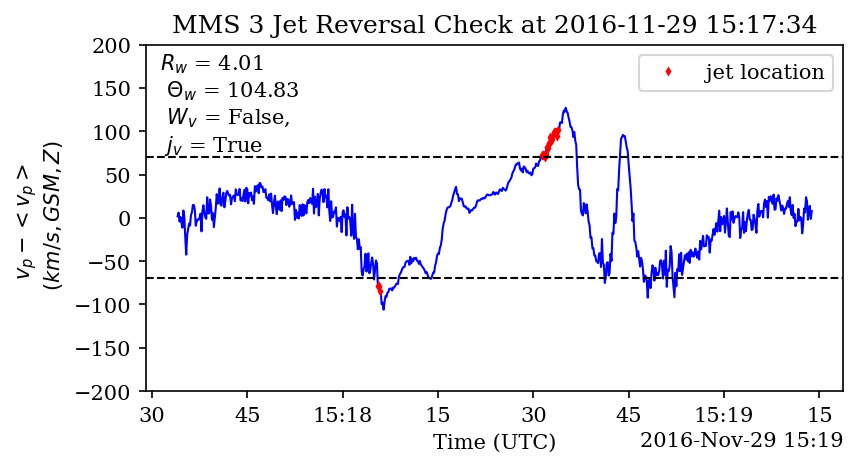 MMS 3 Jet Reversal Check at 2016-11-29 15:17:34
R_w = 4.01
Θ_w = 104.83
W_v = False,
j_v = True
jet location
200
150
100
50
0
−50
−100
−150
−200
v_p − < v_p >
(km/s, GSM, Z)
30 45 15:18 15 30 45 15:19 15
Time (UTC)
2016-Nov-29 15:19